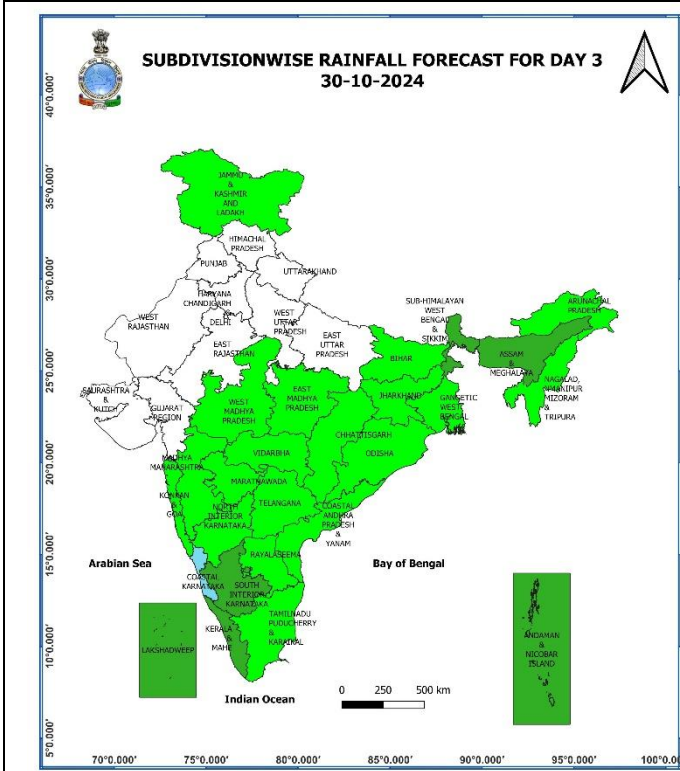 SUBDIVISIONWISE RAINFALL FORECAST FOR DAY 3
30-10-2024
40°0.000'
35°0.000'
30°0.000'
25°0.000'
20°0.000'
15°0.000'
10°0.000'
5°0.000'
JAMMU
&
KASHMIR
AND
LADAKH
HIMACHAL
PRADESH
PUNJAB
UTTARAKHAND
HARYANA
CHANDIGARH
&
DELHI
WEST
RAJASTHAN
EAST
RAJASTHAN
WEST
UTTAR
PRADESH
EAST
UTTAR
PRADESH
SUB-HIMALAYAN
WEST
BENGAL
&
SIKKIM
ARUNACHAL
PRADESH
ASSAM
&
MEGHALAYA
NAGALAD,
MANIPUR
MIZORAM
&
TRIPURA
BIHAR
JHARKHAND
GANGETIC
WEST
BENGAL
SAURASHTRA
&
KUTCH
GUJARAT
REGION
WEST
MADHYA
PRADESH
EAST
MADHYA
PRADESH
CHHATTISGARH
ODISHA
VIDARBHA
MADHYA
MAHARASHTRA
MARATHAWADA
KONKAN
&
GOA
NORTH
INTERIOR
KARNATAKA
TELANGANA
COASTAL
ANDHRA
PRADESH
&
YANAM
RAYALASEEMA
Arabian Sea
Bay of Bengal
COASTAL
KARNATAKA
SOUTH
INTERIOR
KARNATAKA
TAMILNADU
PUDUCHERRY
&
KARAIKAL
KERALA
&
MAHE
LAKSHADWEEP
ANDAMAN
&
NICOBAR
ISLAND
Indian Ocean
0 250 500 km
70°0.000' 75°0.000' 80°0.000' 85°0.000' 90°0.000' 95°0.000' 100°0.0